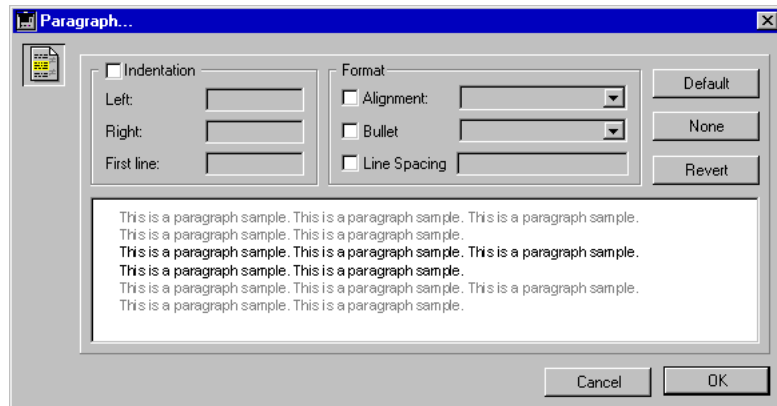 Paragraph...
Indentation
Left:
Right:
First line:
Format
Alignment:
Bullet
Line Spacing
Default
None
Revert
This is a paragraph sample. This is a paragraph sample. This is a paragraph sample.
This is a paragraph sample. This is a paragraph sample.
This is a paragraph sample. This is a paragraph sample. This is a paragraph sample.
This is a paragraph sample. This is a paragraph sample.
This is a paragraph sample. This is a paragraph sample. This is a paragraph sample.
This is a paragraph sample. This is a paragraph sample.
Cancel
OK